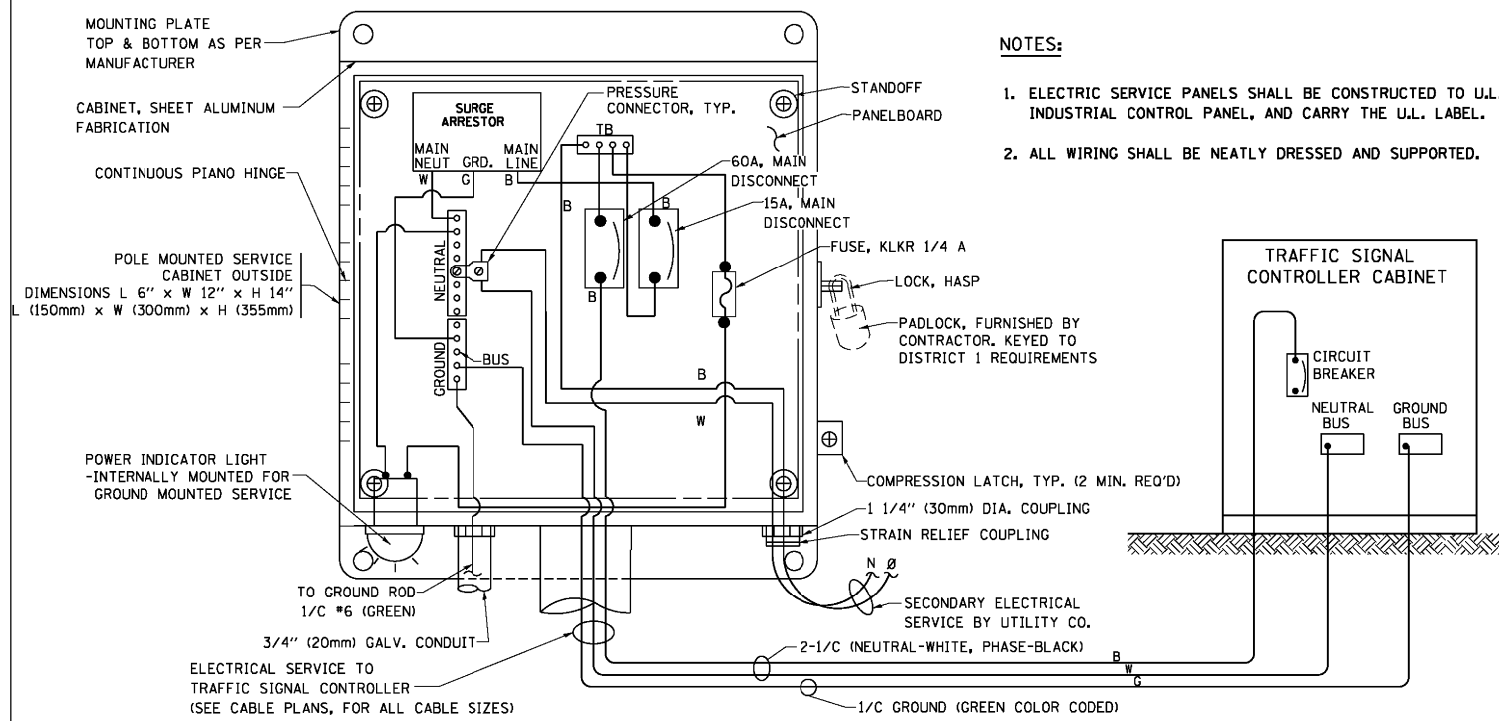 MOUNTING PLATE
TOP & BOTTOM AS PER
MANUFACTURER
CABINET, SHEET ALUMINUM
FABRICATION
CONTINUOUS PIANO HINGE
POLE MOUNTED SERVICE
CABINET OUTSIDE
DIMENSIONS L 6" x W 12" x H 14"
L (150mm) x W (300mm) x H (355mm)
POWER INDICATOR LIGHT
-INTERNALLY MOUNTED FOR
GROUND MOUNTED SERVICE
SURGE
ARRESTOR
MAIN
NEUT
GRD.
MAIN
LINE
W
G
B
PRESSURE
CONNECTOR, TYP.
TB
60A, MAIN
DISCONNECT
15A, MAIN
DISCONNECT
B
B
B
NEUTRAL
GROUND
BUS
B
W
STANDOFF
PANELBOARD
FUSE, KLKR 1/4 A
LOCK, HASP
PADLOCK, FURNISHED BY
CONTRACTOR. KEYED TO
DISTRICT 1 REQUIREMENTS
COMPRESSION LATCH, TYP. (2 MIN. REQ'D)
1 1/4" (30mm) DIA. COUPLING
STRAIN RELIEF COUPLING
N Ø
SECONDARY ELECTRICAL
SERVICE BY UTILITY CO.
TO GROUND ROD
1/C #6 (GREEN)
3/4" (20mm) GALV. CONDUIT
ELECTRICAL SERVICE TO
TRAFFIC SIGNAL CONTROLLER
(SEE CABLE PLANS, FOR ALL CABLE SIZES)
2-1/C (NEUTRAL-WHITE, PHASE-BLACK)
B
W
G
1/C GROUND (GREEN COLOR CODED)
NOTES:
1. ELECTRIC SERVICE PANELS SHALL BE CONSTRUCTED TO U.L.
INDUSTRIAL CONTROL PANEL, AND CARRY THE U.L. LABEL.
2. ALL WIRING SHALL BE NEATLY DRESSED AND SUPPORTED.
TRAFFIC SIGNAL
CONTROLLER CABINET
CIRCUIT
BREAKER
NEUTRAL
BUS
GROUND
BUS